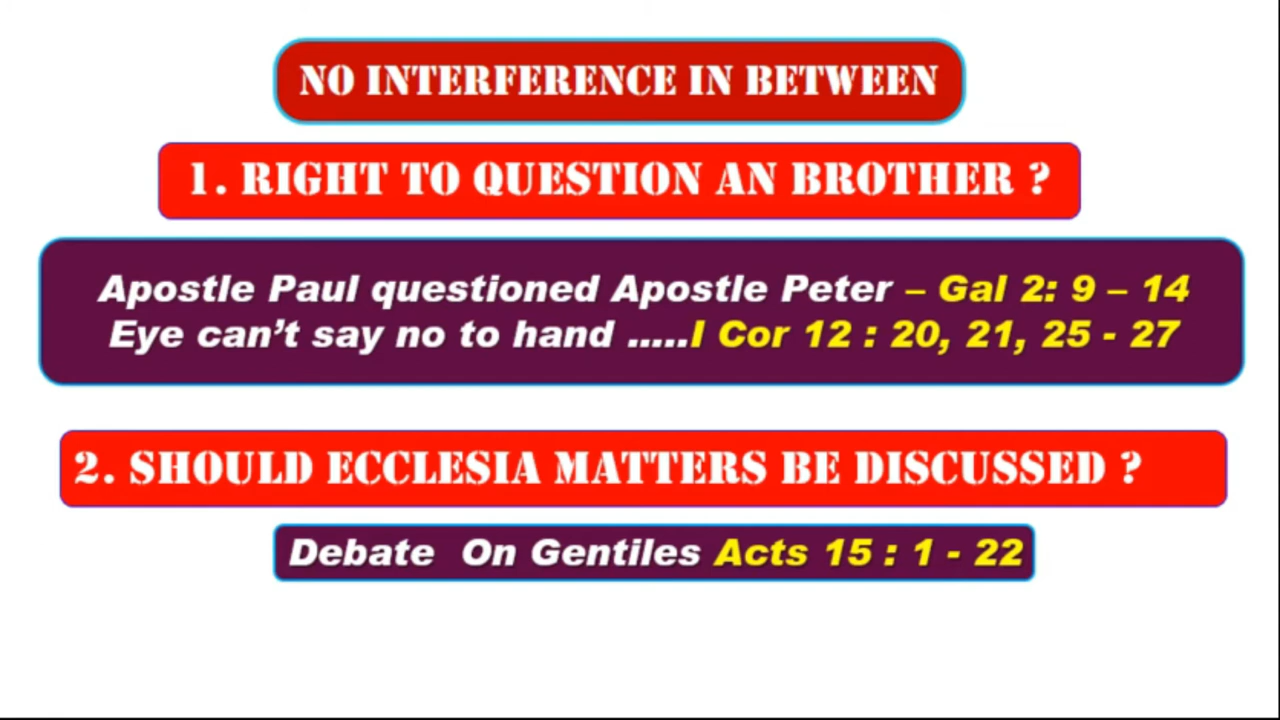 NO INTERFERENCE IN BETWEEN
1. RIGHT TO QUESTION AN BROTHER ?
Apostle Paul questioned Apostle Peter – Gal 2: 9 – 14
Eye can’t say no to hand .....I Cor 12 : 20, 21, 25 - 27
2. SHOULD ECCLESIA MATTERS BE DISCUSSED ?
Debate On Gentiles Acts 15 : 1 - 22